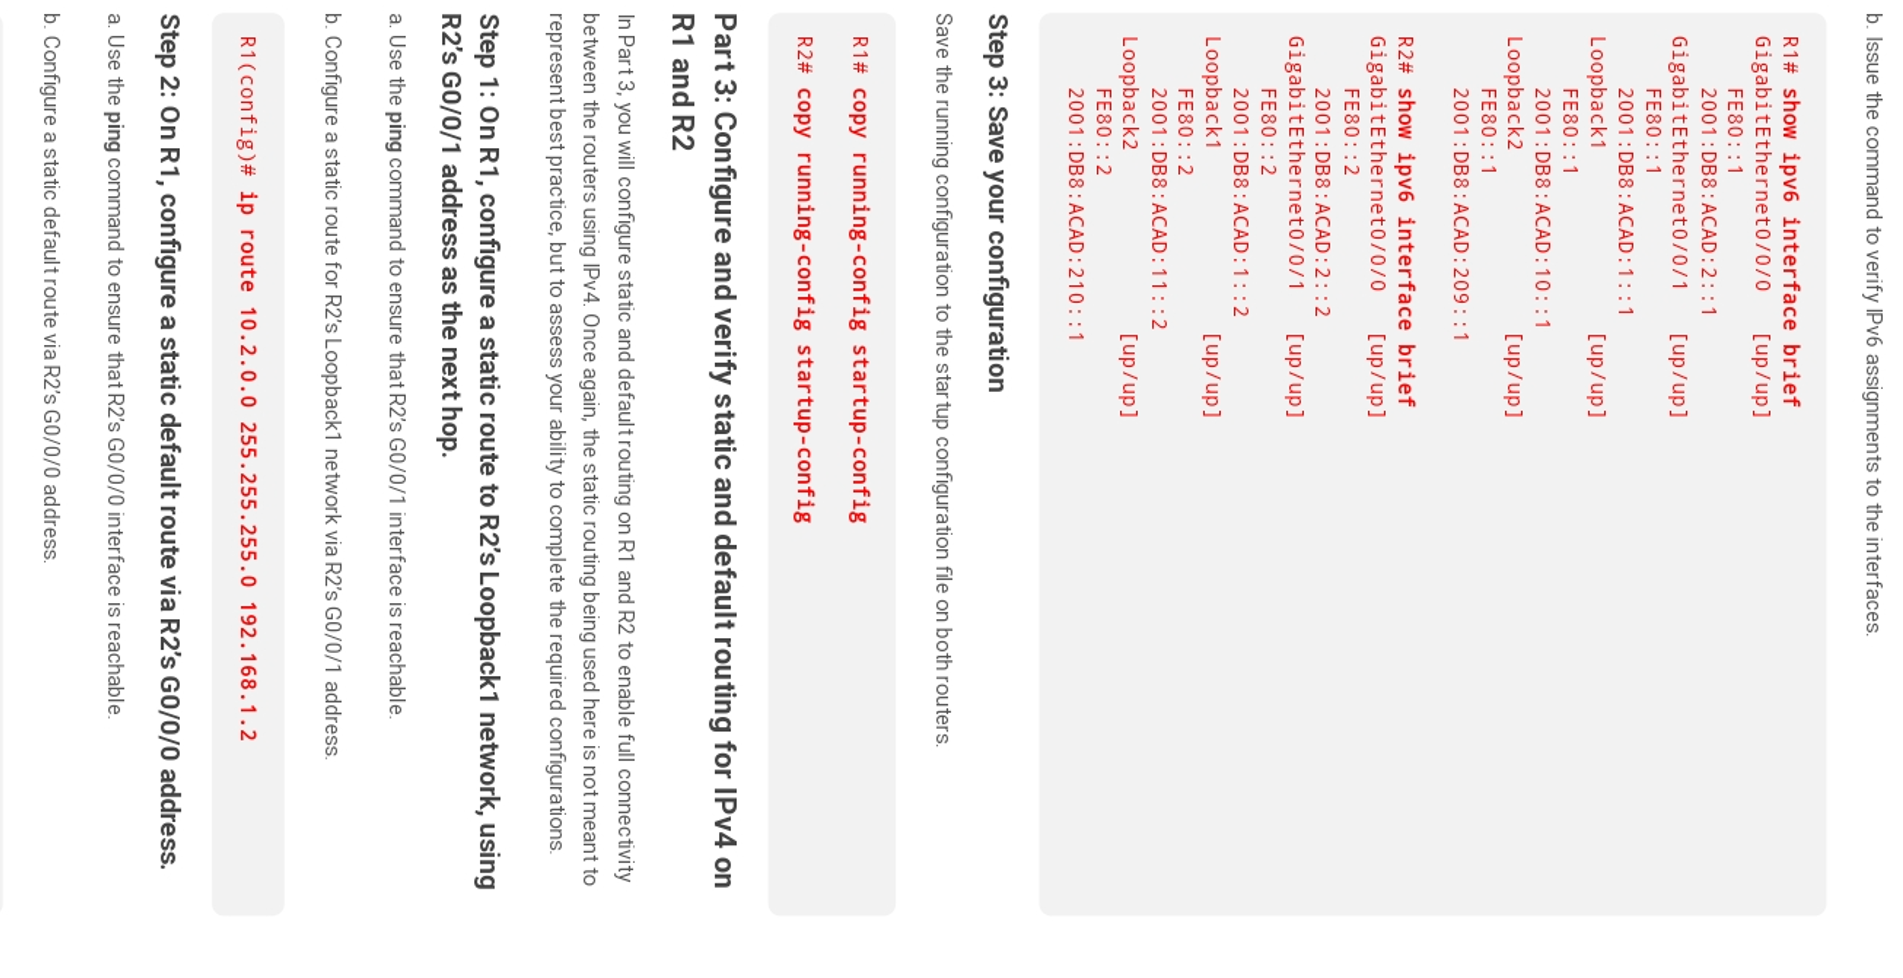 b. Issue the command to verify IPv6 assignments to the interfaces.
R1# show ipv6 interface brief
GigabitEthernet0/0/0 [up/up]
FE80::1
2001:DB8:ACAD:2::1
GigabitEthernet0/0/1 [up/up]
FE80::1
2001:DB8:ACAD:1::1
Loopback1 [up/up]
FE80::1
2001:DB8:ACAD:10::1
Loopback2 [up/up]
FE80::1
2001:DB8:ACAD:209::1
R2# show ipv6 interface brief
GigabitEthernet0/0/0 [up/up]
FE80::2
2001:DB8:ACAD:2::2
GigabitEthernet0/0/1 [up/up]
FE80::2
2001:DB8:ACAD:1::2
Loopback1 [up/up]
FE80::2
2001:DB8:ACAD:11::2
Loopback2 [up/up]
FE80::2
2001:DB8:ACAD:210::1
Step 3: Save your configuration
Save the running configuration to the startup configuration file on both routers.
R1# copy running-config startup-config
R2# copy running-config startup-config
Part 3: Configure and verify static and default routing for IPv4 on
R1 and R2
In Part 3, you will configure static and default routing on R1 and R2 to enable full connectivity
between the routers using IPv4. Once again, the static routing being used here is not meant to
represent best practice, but to assess your ability to complete the required configurations.
Step 1: On R1, configure a static route to R2's Loopback1 network, using
R2's G0/0/1 address as the next hop.
a. Use the ping command to ensure that R2's G0/0/1 interface is reachable.
b. Configure a static route for R2's Loopback1 network via R2's G0/0/1 address.
R1(config)# ip route 10.2.0.0 255.255.255.0 192.168.1.2
Step 2: On R1, configure a static default route via R2's G0/0/0 address.
a. Use the ping command to ensure that R2's G0/0/0 interface is reachable.
b. Configure a static default route via R2's G0/0/0 address.